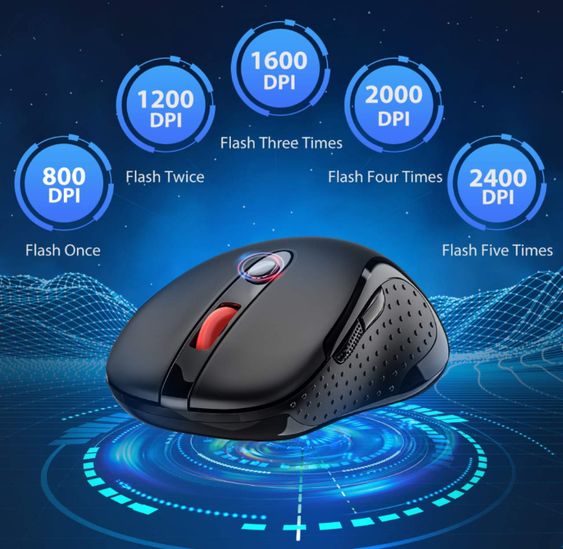 800
DPI
Flash Once
1200
DPI
Flash Twice
1600
DPI
Flash Three Times
2000
DPI
Flash Four Times
2400
DPI
Flash Five Times